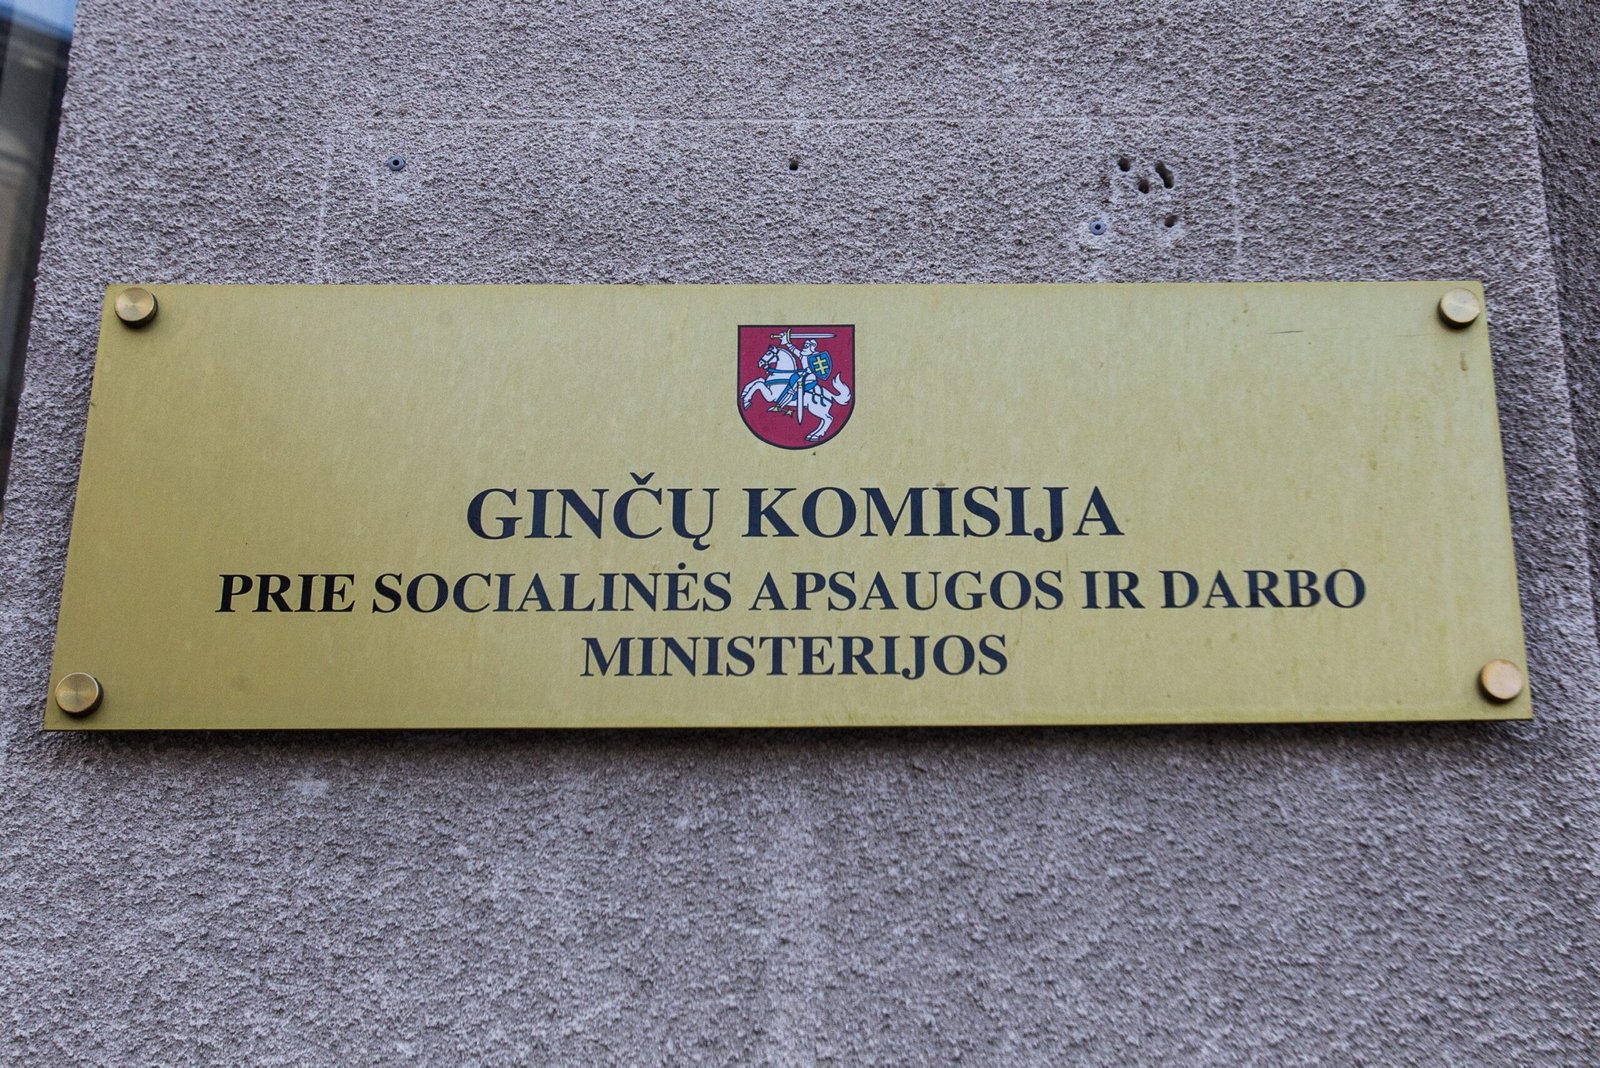 GINČŲ KOMISIJA
PRIE SOCIALINĖS APSAUGOS IR DARBO
MINISTERIJOS